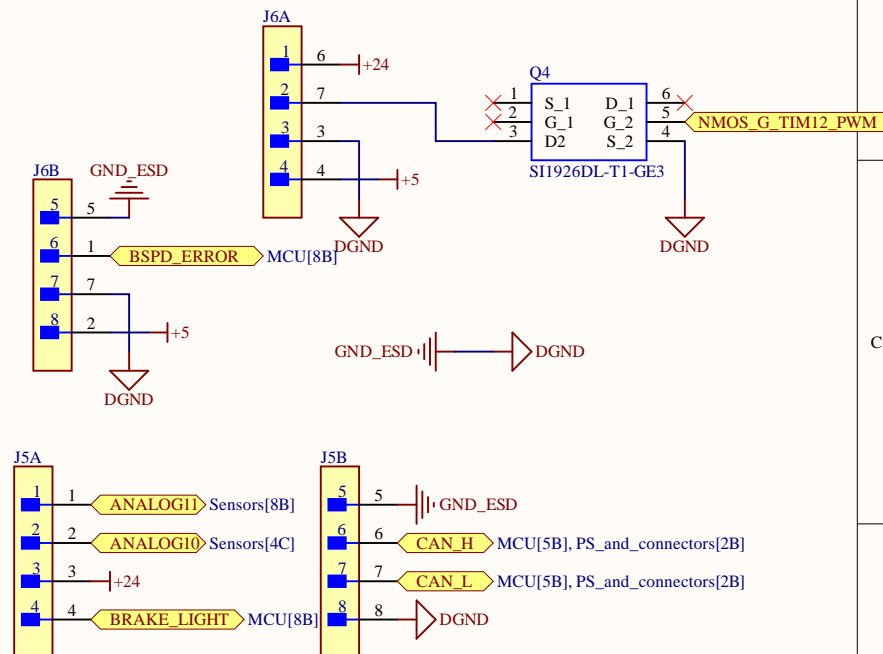 J6A
1 6 +24
2 7
3 3
4 4 +5
DGND
Q4
1 S_1 D_1 6
2 G_1 G_2 5 NMOS_G_TIM12_PWM
3 D2 S_2 4
SI1926DL-T1-GE3
DGND
J6B
GND_ESD
5 5
6 1 BSPD_ERROR MCU[8B]
7 7
8 2 +5
DGND
GND_ESD DGND
C
J5A
1 1 ANALOG11 Sensors[8B]
2 2 ANALOG10 Sensors[4C]
3 3 +24
4 4 BRAKE_LIGHT MCU[8B]
J5B
5 5 GND_ESD
6 6 CAN_H MCU[5B], PS_and_connectors[2B]
7 7 CAN_L MCU[5B], PS_and_connectors[2B]
8 8 DGND